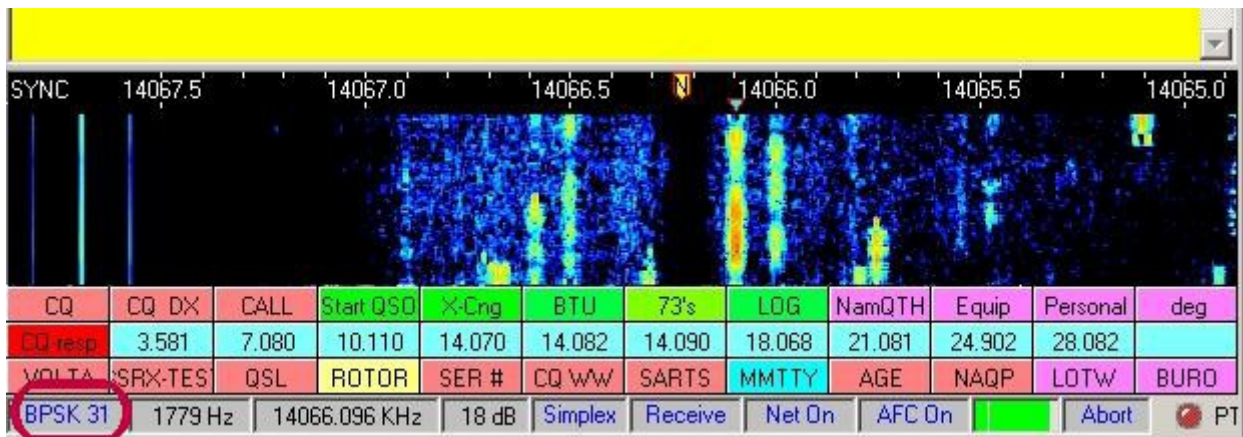 SYNC 14067.5 14067.0 14066.5 N 14066.0 14065.5 14065.0
CQ CQ DX CALL Start QSO X-Cng BTU 73's LOG NamQTH Equip Personal deg
CQ-resp 3.581 7.080 10.110 14.070 14.082 14.090 18.068 21.081 24.902 28.082
VOLTA SRX-TES QSL ROTOR SER # CQ WW SARTS MMTTY AGE NAQP LOTW BURO
BPSK 31 1779 Hz 14066.096 KHz 18 dB Simplex Receive Net On AFC On Abort PT